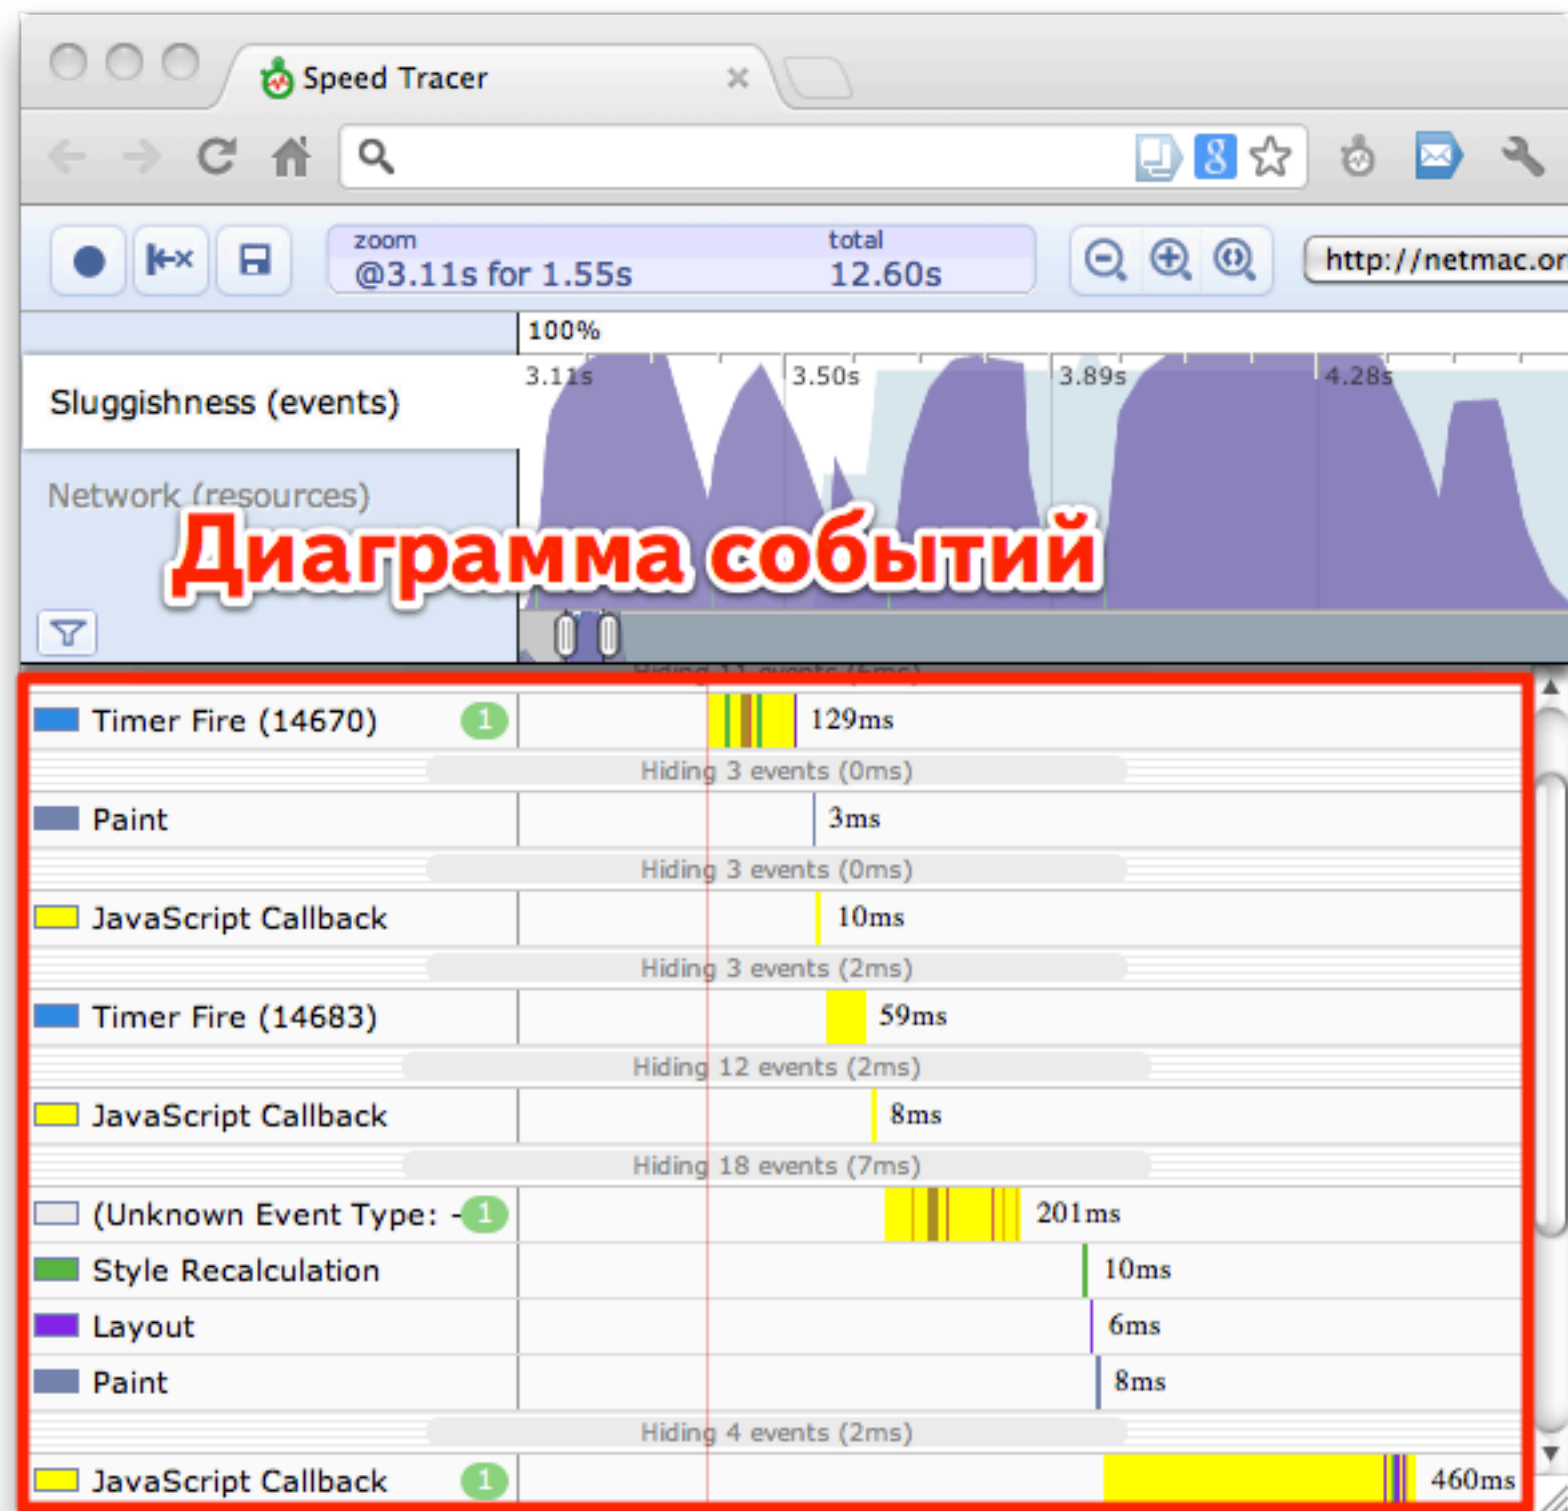 Speed Tracer
zoom
@3.11s for 1.55s
total
12.60s
http://netmac.or
100%
3.11s 3.50s 3.89s 4.28s
Sluggishness (events)
Network (resources)
Диаграмма событий
Hiding 11 events (6ms)
Timer Fire (14670) 1 129ms
Hiding 3 events (0ms)
Paint 3ms
Hiding 3 events (0ms)
JavaScript Callback 10ms
Hiding 3 events (2ms)
Timer Fire (14683) 59ms
Hiding 12 events (2ms)
JavaScript Callback 8ms
Hiding 18 events (7ms)
(Unknown Event Type: - 1 201ms
Style Recalculation 10ms
Layout 6ms
Paint 8ms
Hiding 4 events (2ms)
JavaScript Callback 1 460ms